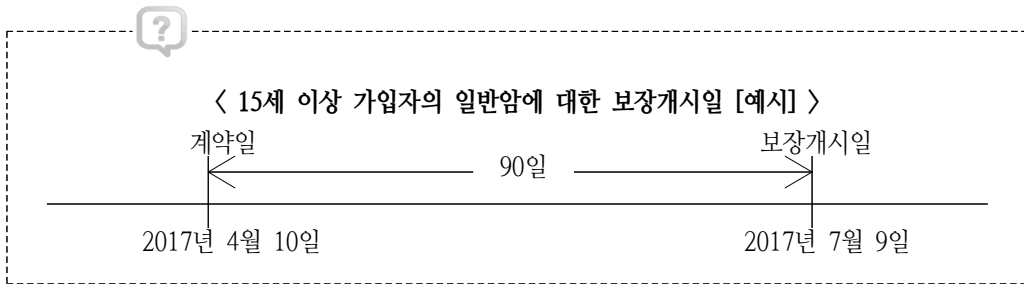 ?
< 15세 이상 가입자의 일반암에 대한 보장개시일 [예시] >
계약일 보장개시일
90일
2017년 4월 10일 2017년 7월 9일